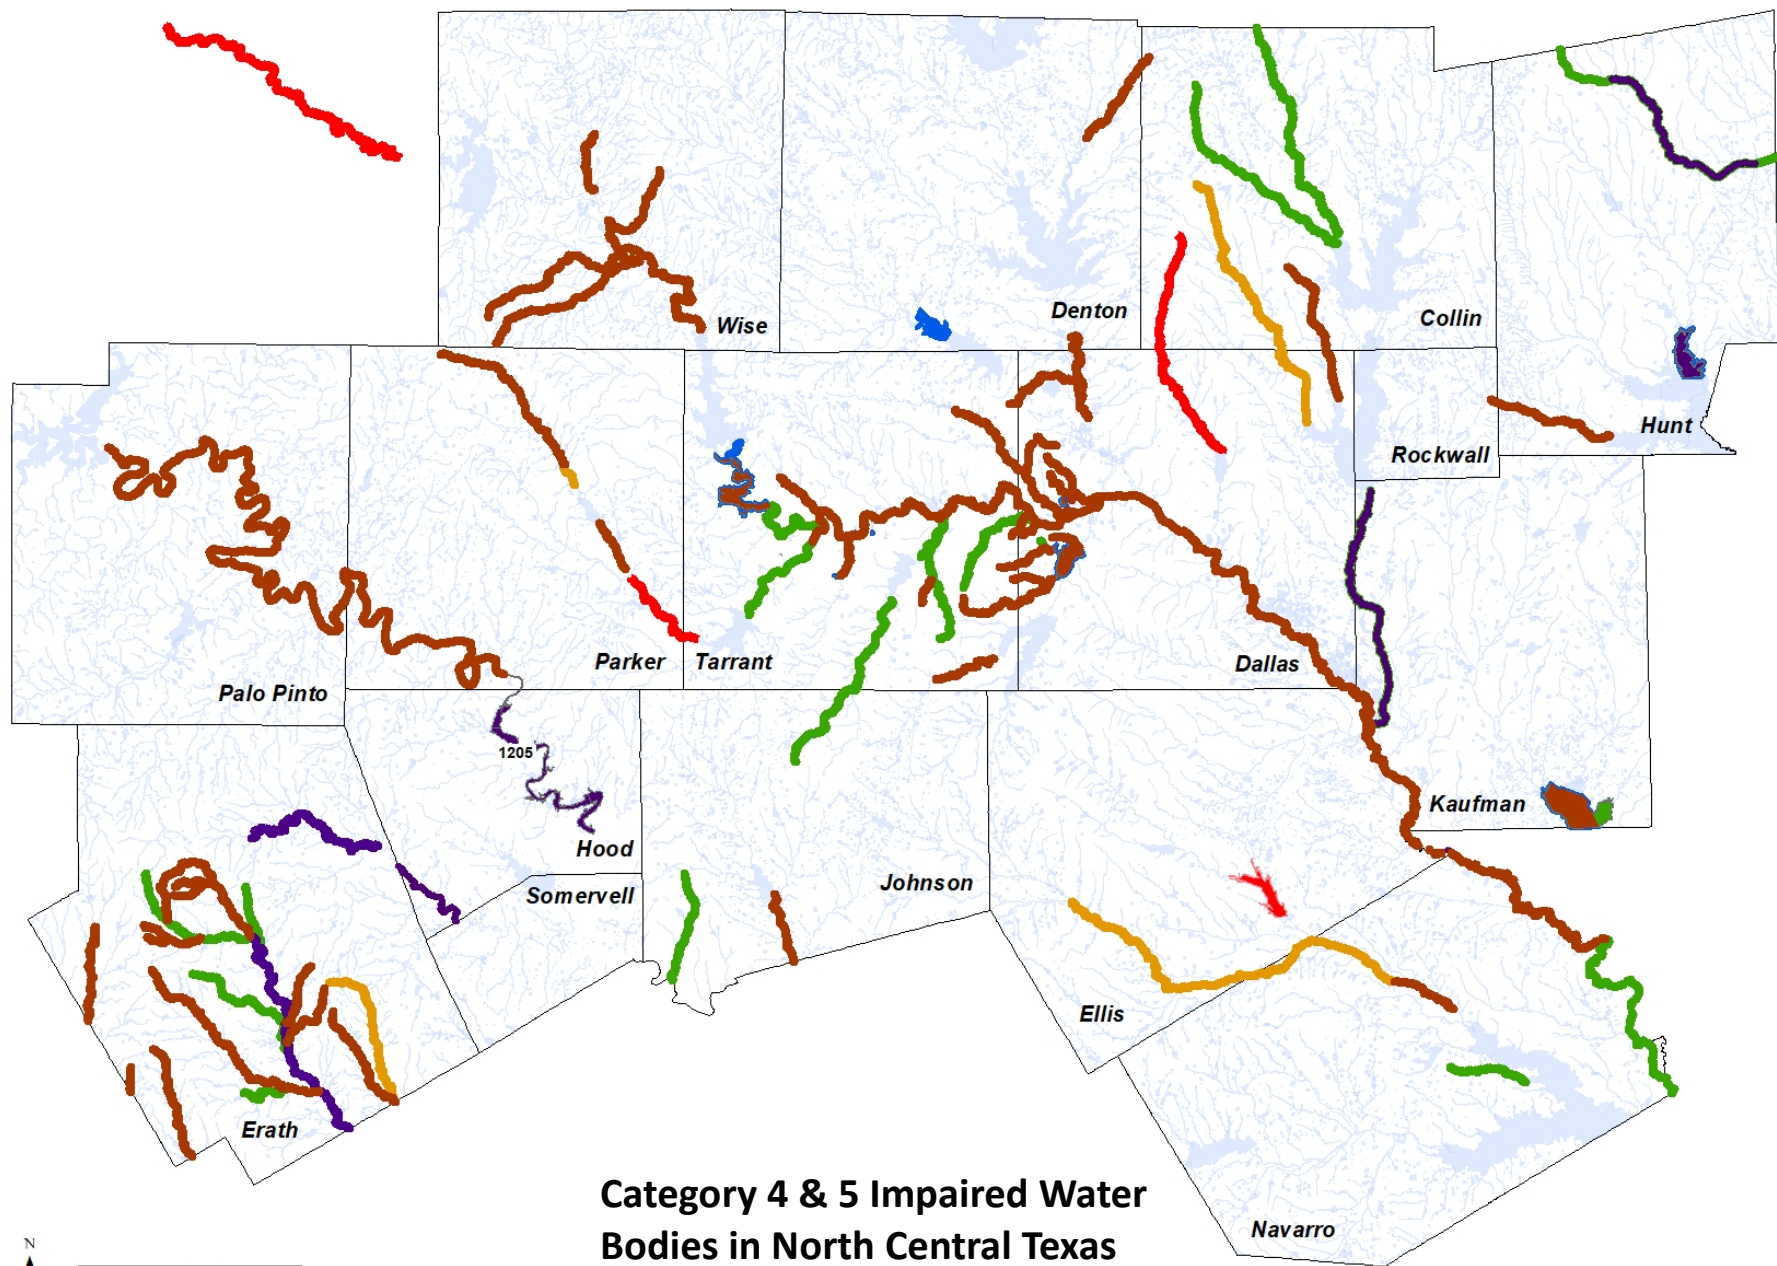 Wise
Denton
Collin
Hunt
Rockwall
Palo Pinto
Parker
Tarrant
Dallas
1205
Kaufman
Hood
Somervell
Johnson
Ellis
Erath
Category 4 & 5 Impaired Water
Bodies in North Central Texas
Navarro
N